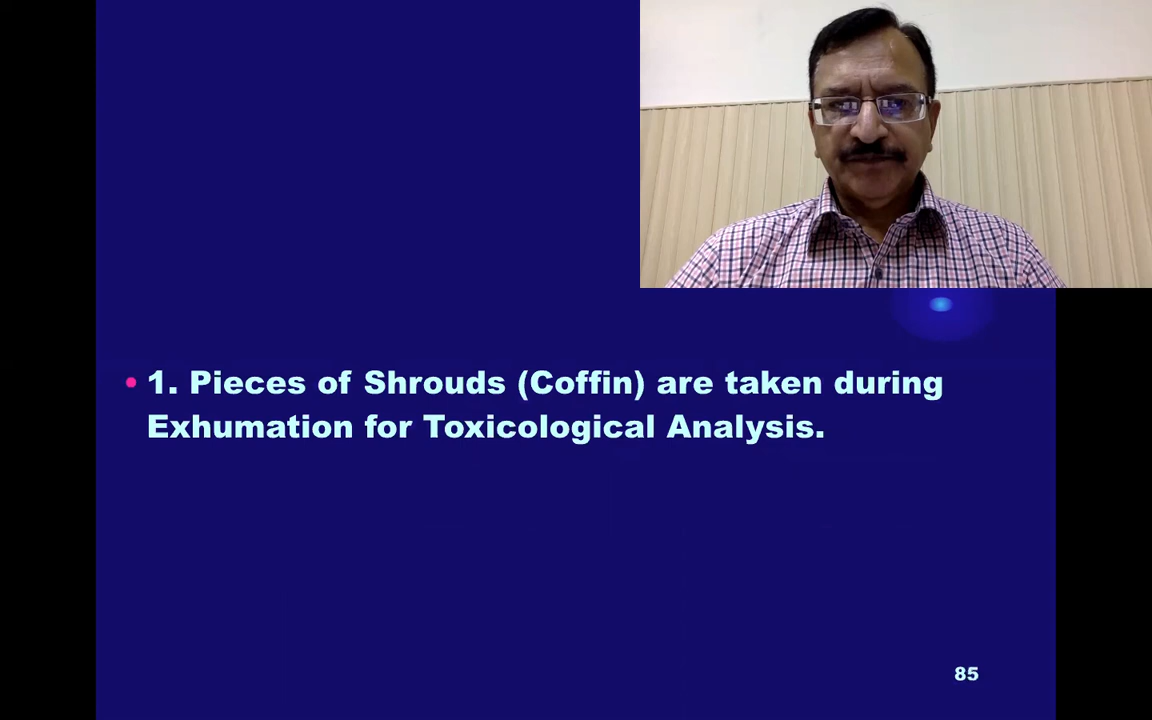 • 1. Pieces of Shrouds (Coffin) are taken during
Exhumation for Toxicological Analysis.
85